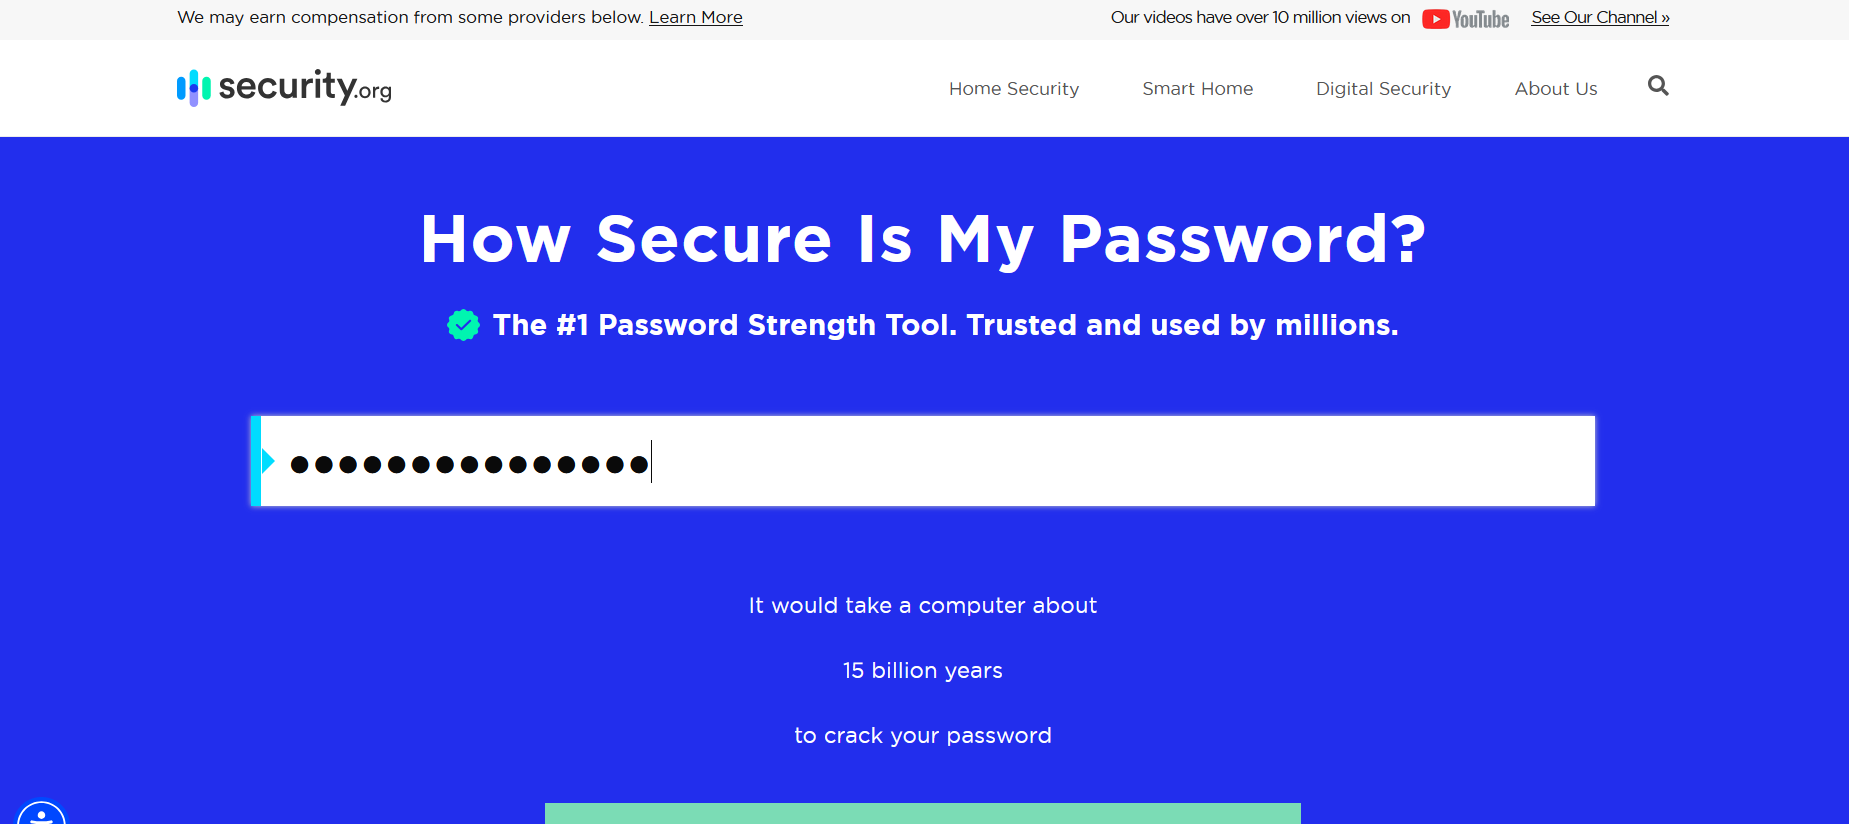 We may earn compensation from some providers below. Learn More
Our videos have over 10 million views on YouTube See Our Channel »
security.org
Home Security Smart Home Digital Security About Us
How Secure Is My Password?
The #1 Password Strength Tool. Trusted and used by millions.
●●●●●●●●●●●●●●●
It would take a computer about
15 billion years
to crack your password